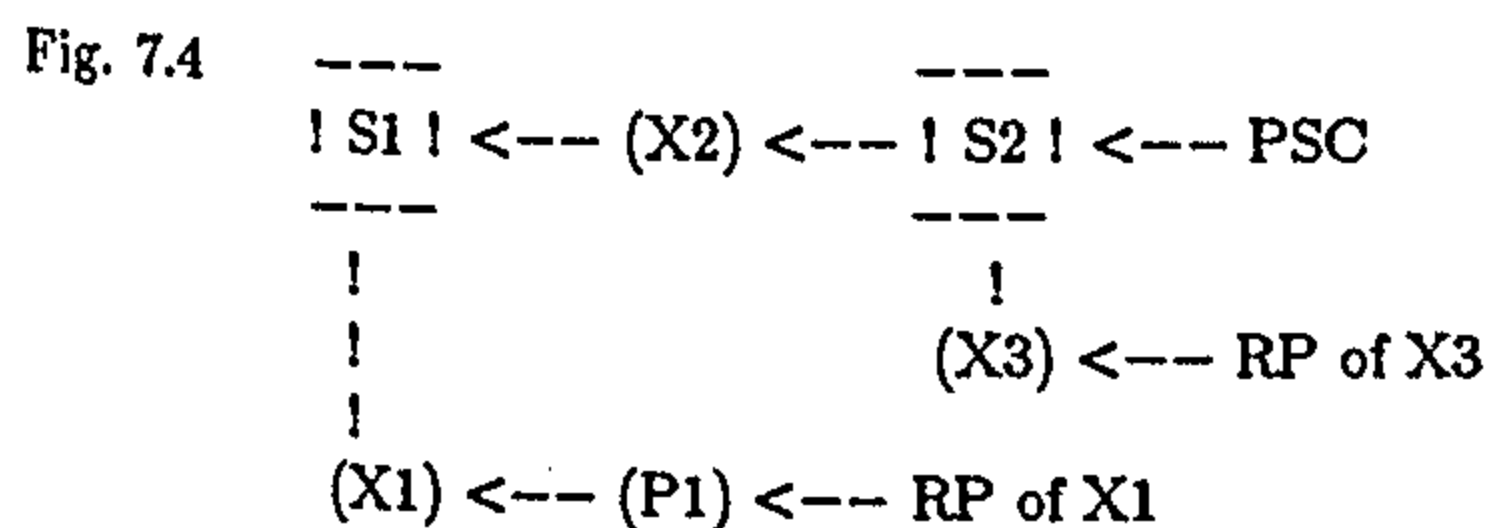 Fig. 7.4 ––– –––
! S1 ! <–– (X2) <–– ! S2 ! <–– PSC
––– –––
! !
! (X3) <–– RP of X3
!
(X1) <–– (P1) <–– RP of X1